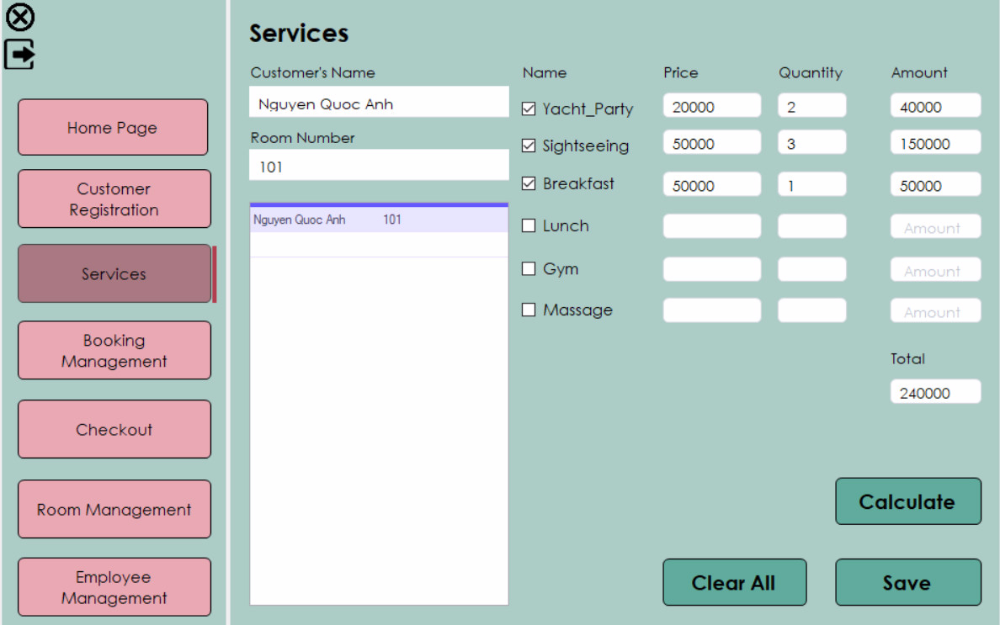 Home Page
Customer
Registration
Services
Booking
Management
Checkout
Room Management
Employee
Management
Services
Customer's Name
Nguyen Quoc Anh
Room Number
101
Nguyen Quoc Anh 101
Name Price Quantity Amount
Yacht_Party 20000 2 40000
Sightseeing 50000 3 150000
Breakfast 50000 1 50000
Lunch Amount
Gym Amount
Massage Amount
Total
240000
Calculate
Clear All Save